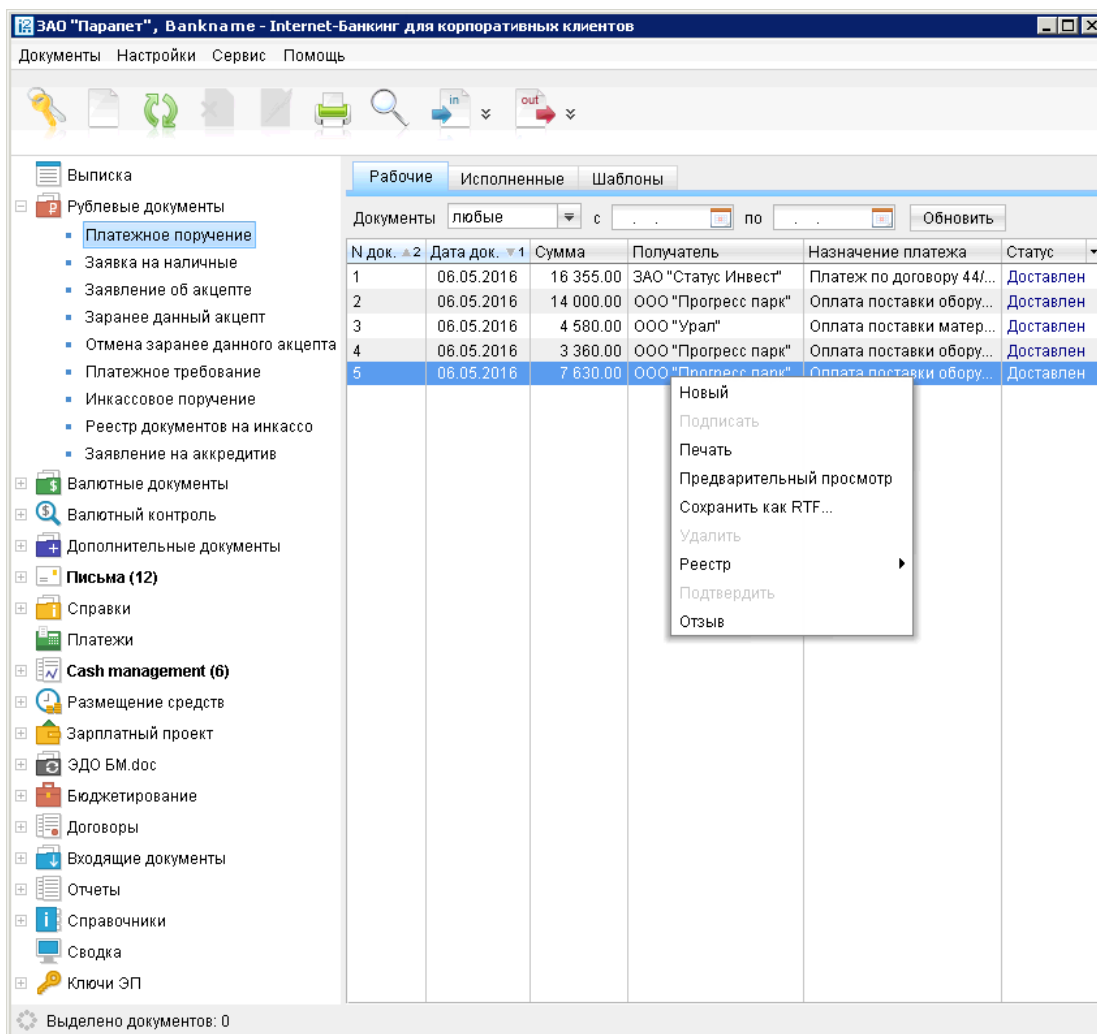 ЗАО "Парапет", Bankname - Internet-Банкинг для корпоративных клиентов
Документы Настройки Сервис Помощь
in out
Выписка
Рублевые документы
Платежное поручение
Заявка на наличные
Заявление об акцепте
Заранее данный акцепт
Отмена заранее данного акцепта
Платежное требование
Инкассовое поручение
Реестр документов на инкассо
Заявление на аккредитив
Валютные документы
Валютный контроль
Дополнительные документы
Письма (12)
Справки
Платежи
Cash management (6)
Размещение средств
Зарплатный проект
ЭДО БМ.doc
Бюджетирование
Договоры
Входящие документы
Отчеты
Справочники
Сводка
Ключи ЭП
Рабочие Исполненные Шаблоны
Документы любые с . . по . . Обновить
N док. 2 Дата док. 1 Сумма Получатель Назначение платежа Статус
1 06.05.2016 16 355.00 ЗАО "Статус Инвест" Платеж по договору 44/... Доставлен
2 06.05.2016 14 000.00 ООО "Прогресс парк" Оплата поставки обору... Доставлен
3 06.05.2016 4 580.00 ООО "Урал" Оплата поставки матер... Доставлен
4 06.05.2016 3 360.00 ООО "Прогресс парк" Оплата поставки обору... Доставлен
5 06.05.2016 7 630.00 ООО "Прогресс парк" Оплата поставки обору... Доставлен
Новый
Подписать
Печать
Предварительный просмотр
Сохранить как RTF...
Удалить
Реестр
Подтвердить
Отзыв
Выделено документов: 0